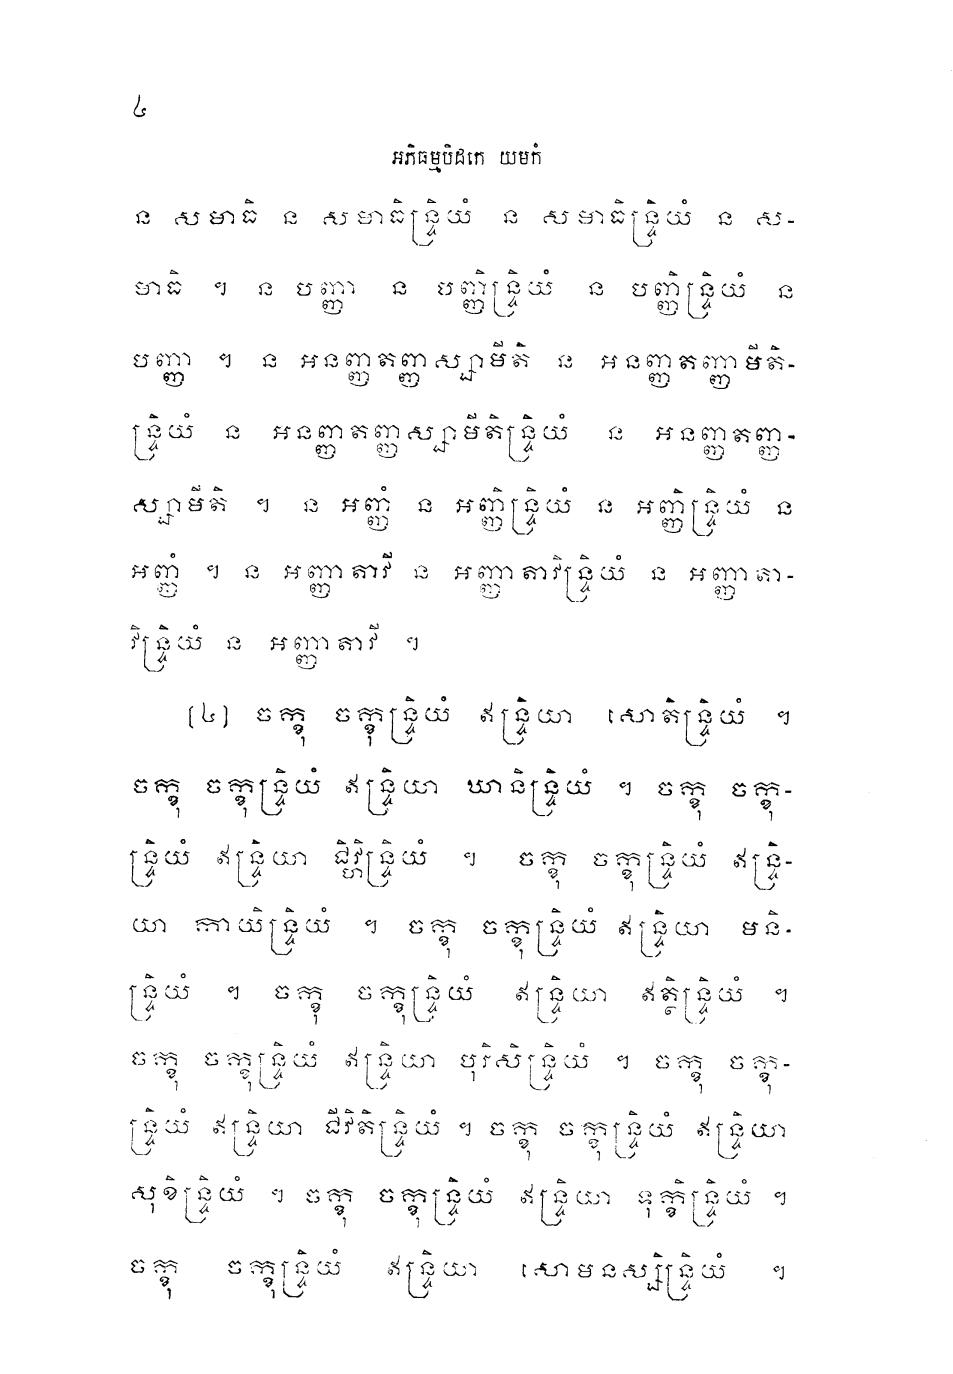 ៤
អភិធម្មបិដកេ យមកំ
ន សមាធិ ន សមាធិន្ទ្រិយំ ន សមាធិន្ទ្រិយំ ន ស-
មាធិ ។ ន បញ្ញា ន បញ្ញិន្ទ្រិយំ ន បញ្ញិន្ទ្រិយំ ន
បញ្ញា ។ ន អនញ្ញតញ្ញស្សាមីតិ ន អនញ្ញតញ្ញាមីតិ-
ន្ទ្រិយំ ន អនញ្ញតញ្ញស្សាមីតិន្ទ្រិយំ ន អនញ្ញតញ្ញ-
ស្សាមីតិ ។ ន អញ្ញំ ន អញ្ញិន្ទ្រិយំ ន អញ្ញិន្ទ្រិយំ ន
អញ្ញំ ។ ន អញ្ញាតាវី ន អញ្ញាតាវិន្ទ្រិយំ ន អញ្ញាតា-
វិន្ទ្រិយំ ន អញ្ញាតាវី ។
(៤) ចក្ខុ ចក្ខុន្ទ្រិយំ ឥន្ទ្រិយា សោតិន្ទ្រិយំ ។
ចក្ខុ ចក្ខុន្ទ្រិយំ ឥន្ទ្រិយា ឃានិន្ទ្រិយំ ។ ចក្ខុ ចក្ខុ-
ន្ទ្រិយំ ឥន្ទ្រិយា ជិវ្ហិន្ទ្រិយំ ។ ចក្ខុ ចក្ខុន្ទ្រិយំ ឥន្ទ្រិ-
យា កាយិន្ទ្រិយំ ។ ចក្ខុ ចក្ខុន្ទ្រិយំ ឥន្ទ្រិយា មនិ-
ន្ទ្រិយំ ។ ចក្ខុ ចក្ខុន្ទ្រិយំ ឥន្ទ្រិយា ឥត្ថិន្ទ្រិយំ ។
ចក្ខុ ចក្ខុន្ទ្រិយំ ឥន្ទ្រិយា បុរិសិន្ទ្រិយំ ។ ចក្ខុ ចក្ខុ-
ន្ទ្រិយំ ឥន្ទ្រិយា ជីវិតិន្ទ្រិយំ ។ ចក្ខុ ចក្ខុន្ទ្រិយំ ឥន្ទ្រិយា
សុខិន្ទ្រិយំ ។ ចក្ខុ ចក្ខុន្ទ្រិយំ ឥន្ទ្រិយា ទុក្ខិន្ទ្រិយំ ។
ចក្ខុ ចក្ខុន្ទ្រិយំ ឥន្ទ្រិយា សោមនស្សិន្ទ្រិយំ ។